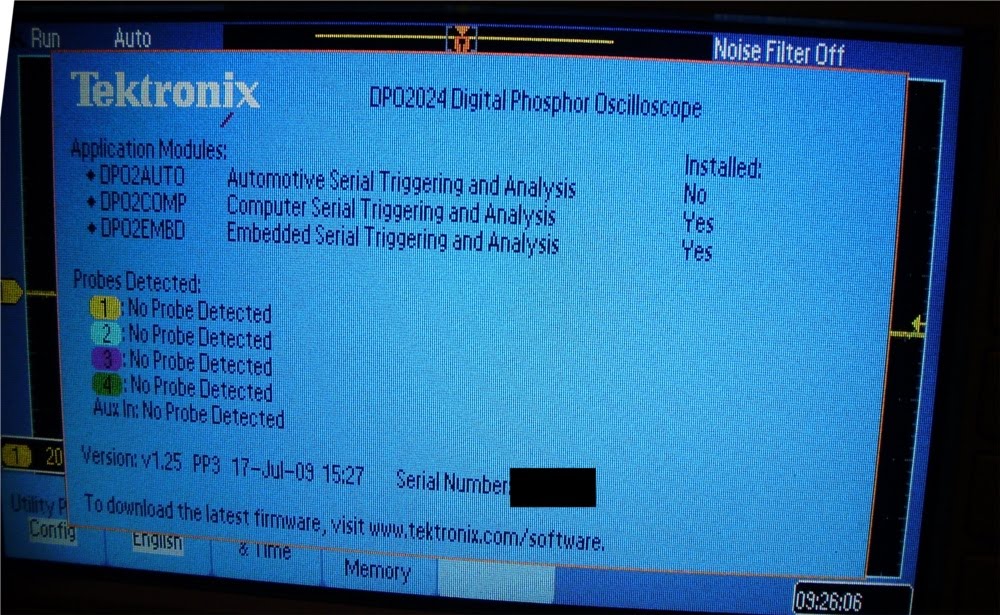 Run Auto
Noise Filter Off
Tektronix
DPO2024 Digital Phosphor Oscilloscope
Application Modules: Installed:
◆ DPO2AUTO Automotive Serial Triggering and Analysis No
◆ DPO2COMP Computer Serial Triggering and Analysis Yes
◆ DPO2EMBD Embedded Serial Triggering and Analysis Yes
Probes Detected:
1 : No Probe Detected
2 : No Probe Detected
3 : No Probe Detected
4 : No Probe Detected
Aux In: No Probe Detected
1 20
Version: v1.25 PP3 17-Jul-09 15:27 Serial Number:
To download the latest firmware, visit www.tektronix.com/software.
Utility P
Config
English
& Time
Memory
09:26:06